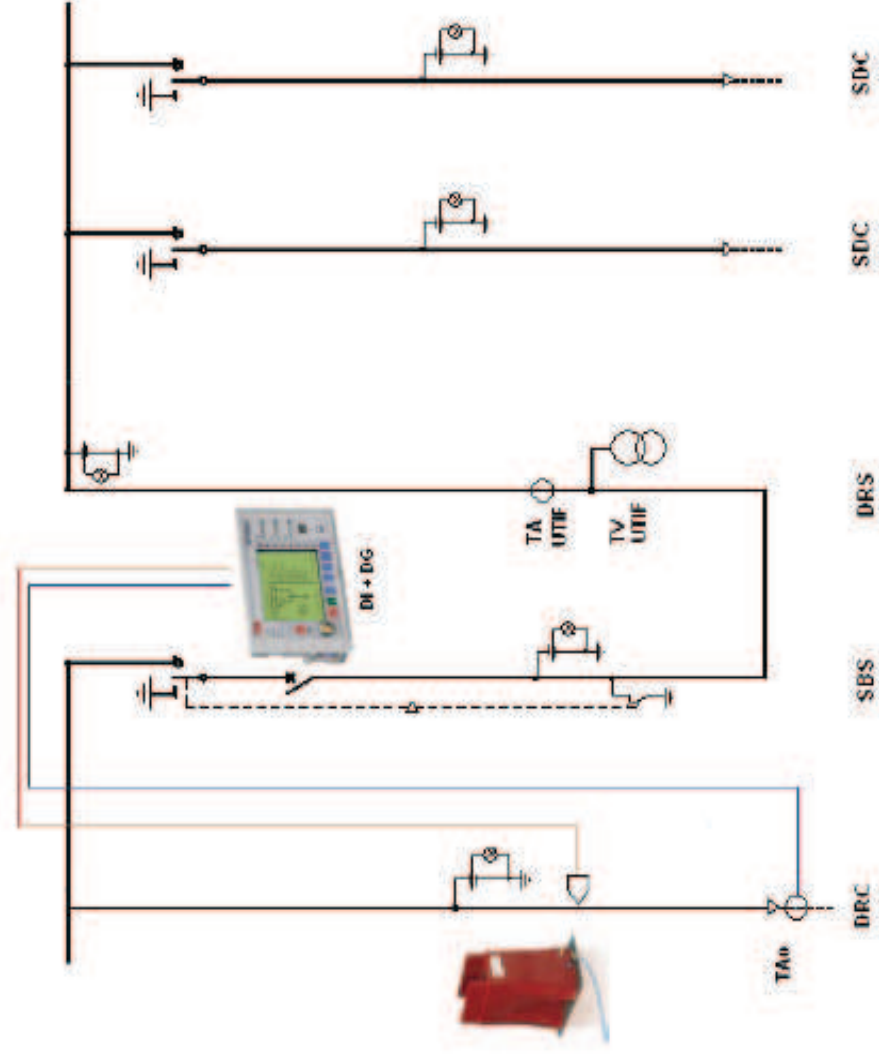 TAo
DRC
SBS
DI + DG
TA
UTIF
TV
UTIF
DRS
SDC
SDC